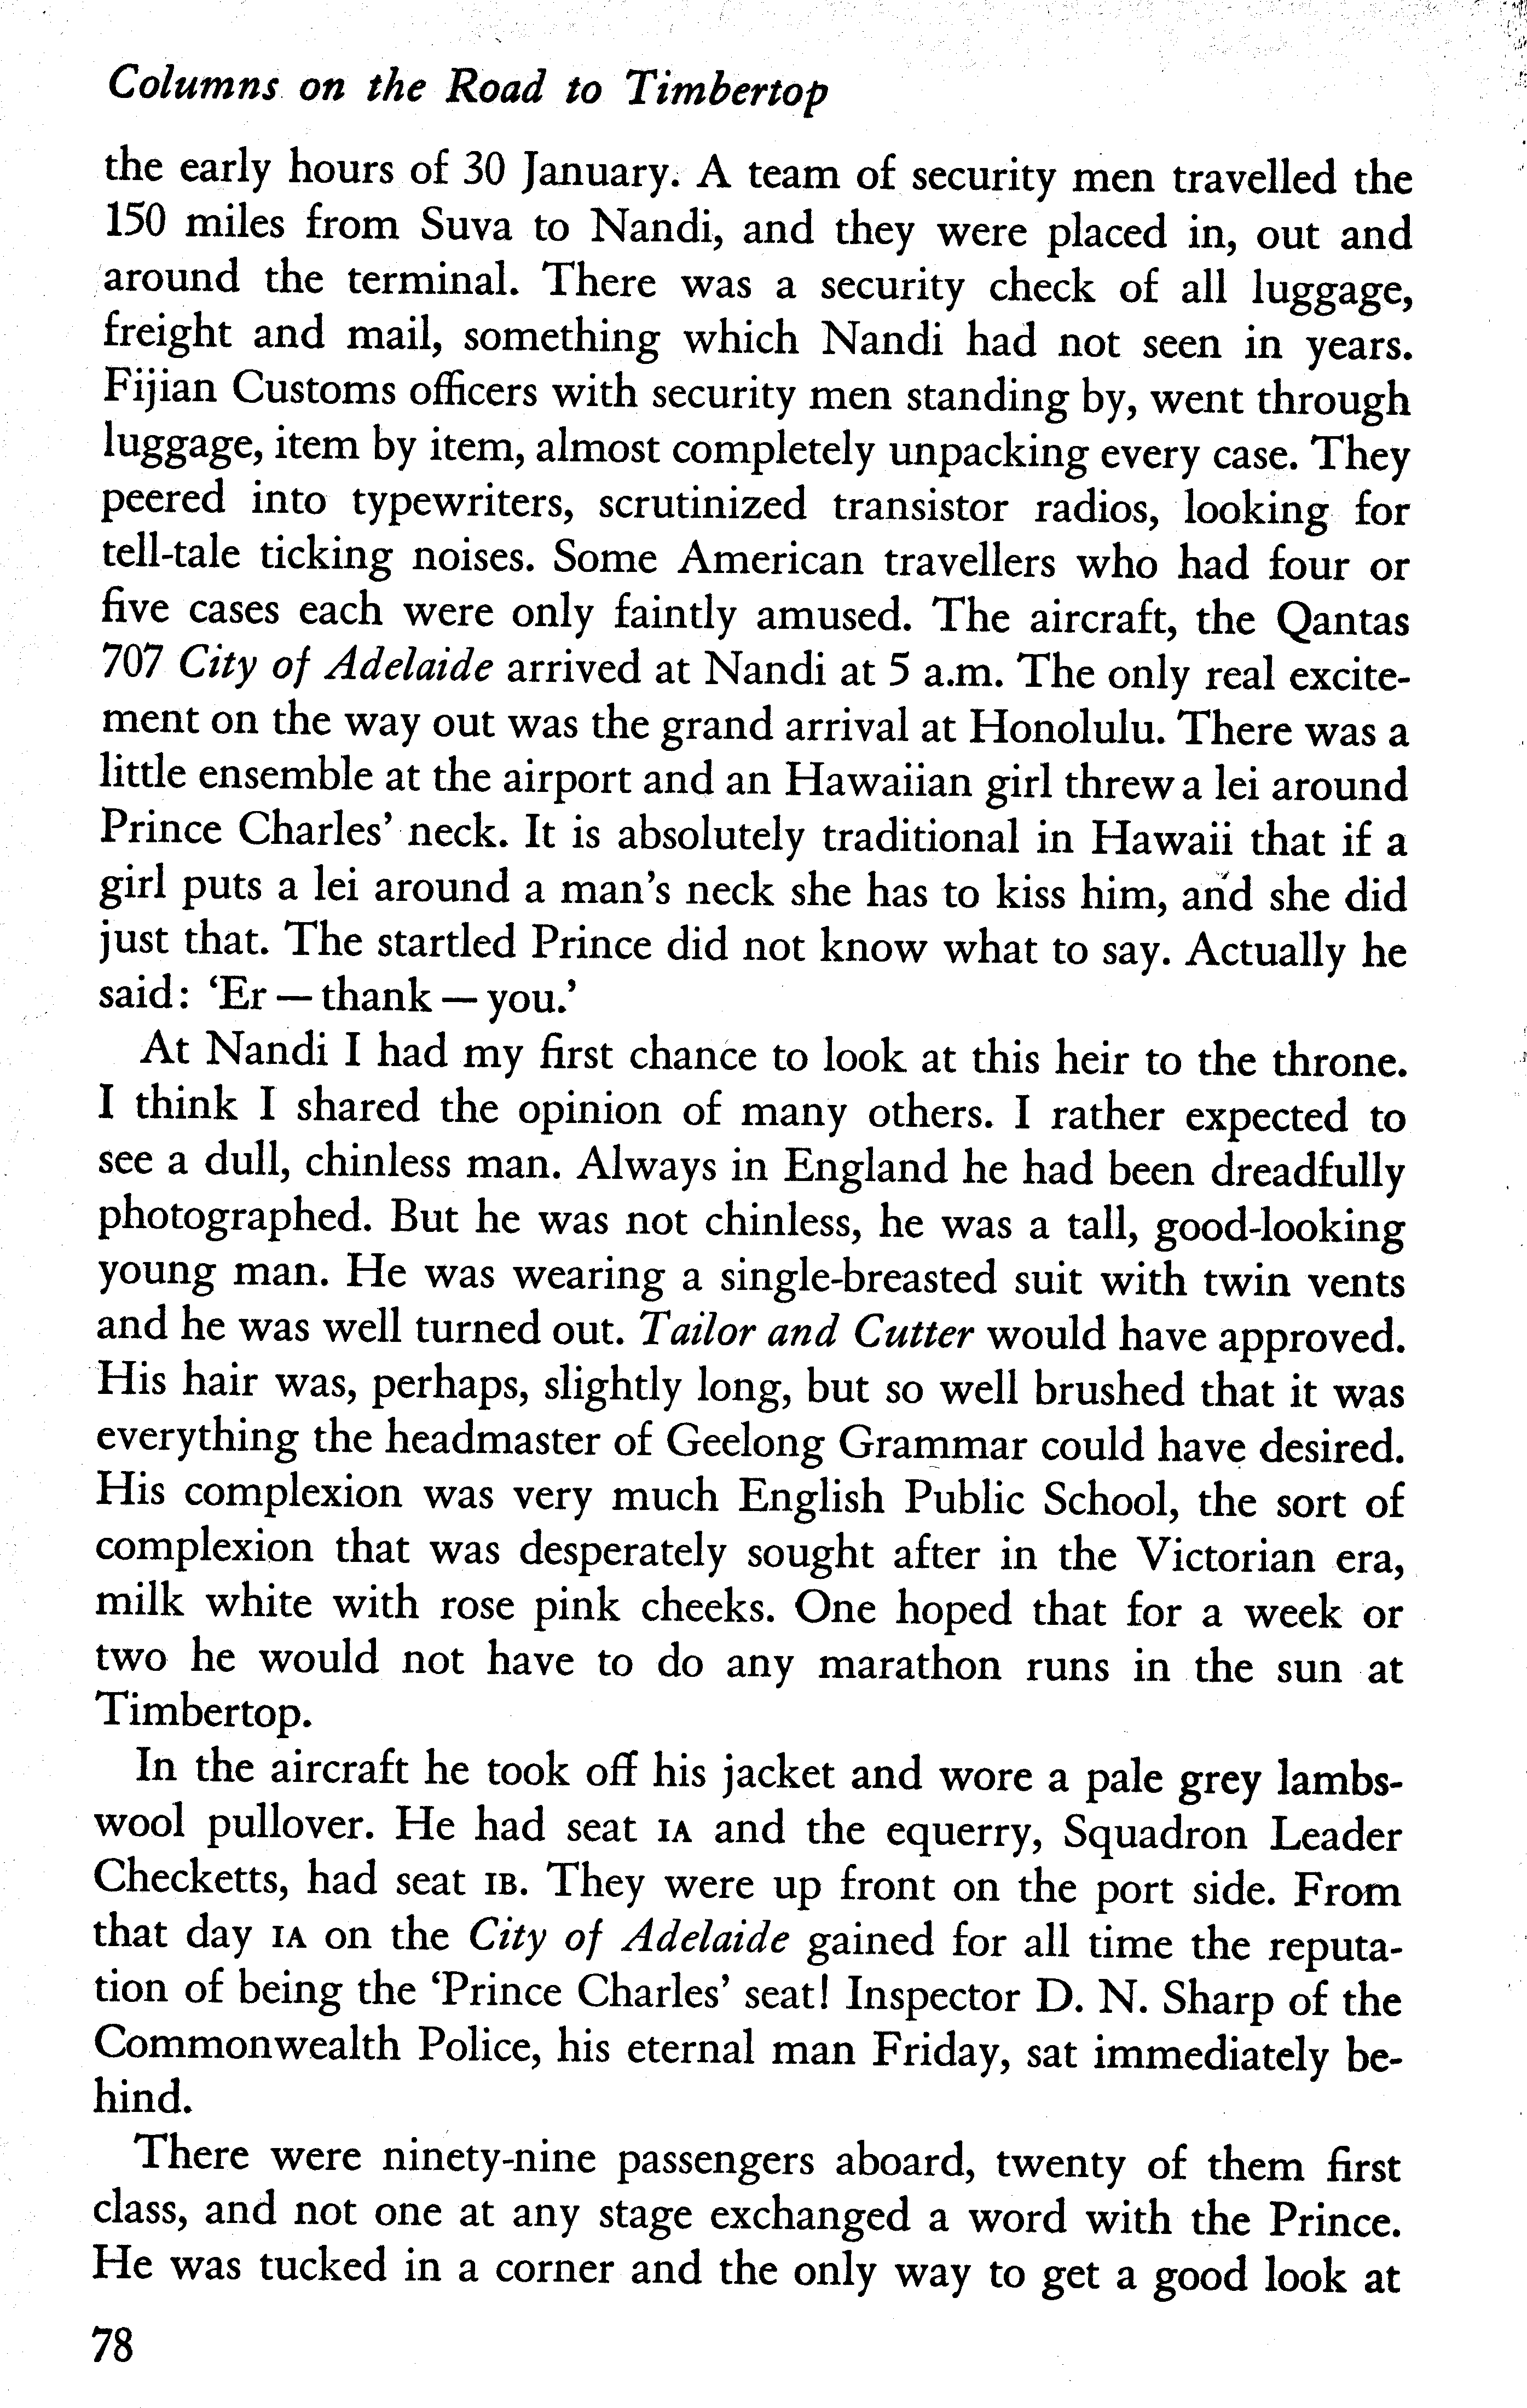 Columns on the Road to Timbertop
the early hours of 30 January. A team of security men travelled the
150 miles from Suva to Nandi, and they were placed in, out and
around the terminal. There was a security check of all luggage,
freight and mail, something which Nandi had not seen in years.
Fijian Customs officers with security men standing by, went through
luggage, item by item, almost completely unpacking every case. They
peered into typewriters, scrutinized transistor radios, looking for
tell-tale ticking noises. Some American travellers who had four or
five cases each were only faintly amused. The aircraft, the Qantas
707 City of Adelaide arrived at Nandi at 5 a.m. The only real excite-
ment on the way out was the grand arrival at Honolulu. There was a
little ensemble at the airport and an Hawaiian girl threw a lei around
Prince Charles’ neck. It is absolutely traditional in Hawaii that if a
girl puts a lei around a man’s neck she has to kiss him, and she did
just that. The startled Prince did not know what to say. Actually he
said: ‘Er — thank — you.’
At Nandi I had my first chance to look at this heir to the throne.
I think I shared the opinion of many others. I rather expected to
see a dull, chinless man. Always in England he had been dreadfully
photographed. But he was not chinless, he was a tall, good-looking
young man. He was wearing a single-breasted suit with twin vents
and he was well turned out. Tailor and Cutter would have approved.
His hair was, perhaps, slightly long, but so well brushed that it was
everything the headmaster of Geelong Grammar could have desired.
His complexion was very much English Public School, the sort of
complexion that was desperately sought after in the Victorian era,
milk white with rose pink cheeks. One hoped that for a week or
two he would not have to do any marathon runs in the sun at
Timbertop.
In the aircraft he took off his jacket and wore a pale grey lambs-
wool pullover. He had seat IA and the equerry, Squadron Leader
Checketts, had seat IB. They were up front on the port side. From
that day IA on the City of Adelaide gained for all time the reputa-
tion of being the ‘Prince Charles’ seat! Inspector D. N. Sharp of the
Commonwealth Police, his eternal man Friday, sat immediately be-
hind.
There were ninety-nine passengers aboard, twenty of them first
class, and not one at any stage exchanged a word with the Prince.
He was tucked in a corner and the only way to get a good look at
78